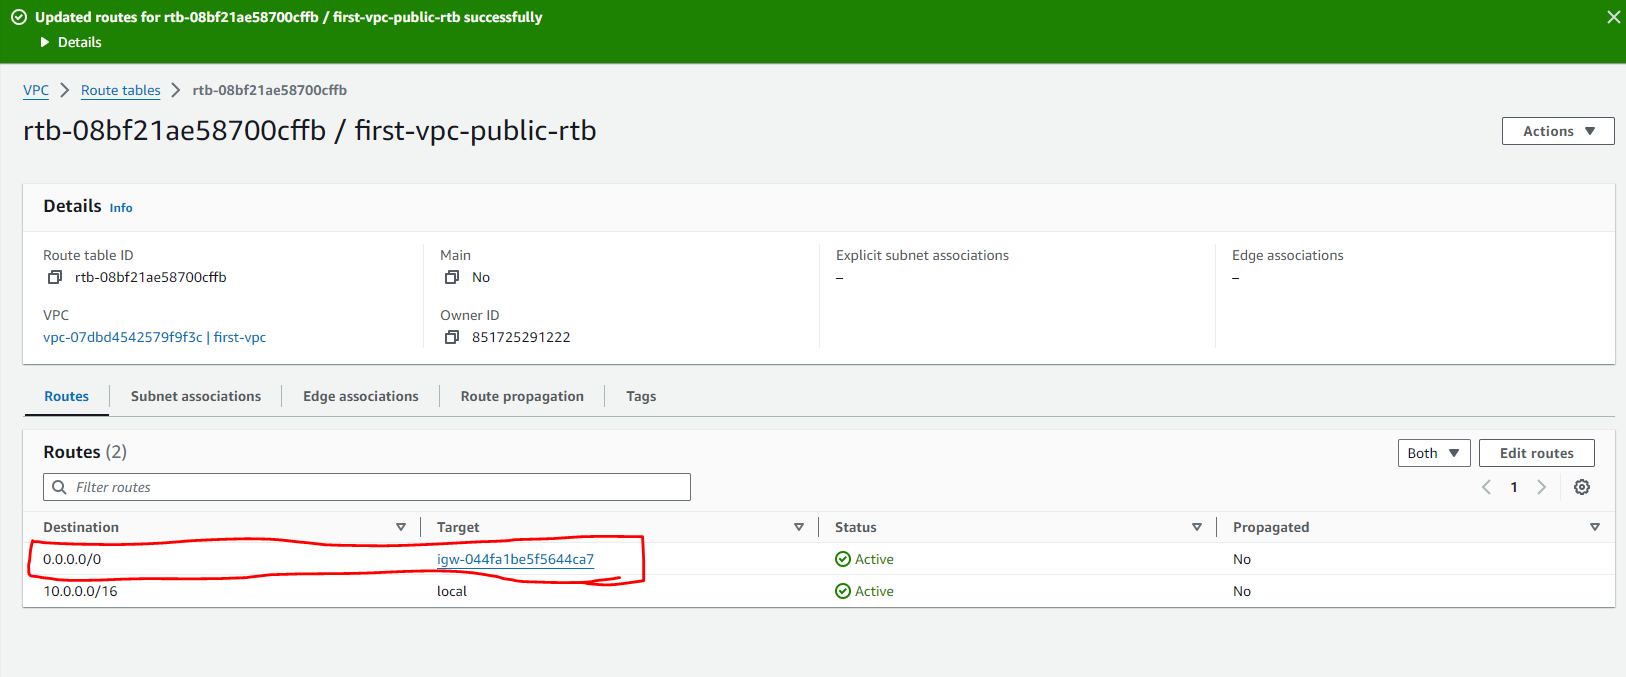 Updated routes for rtb-08bf21ae58700cffb / first-vpc-public-rtb successfully
Details
VPC > Route tables > rtb-08bf21ae58700cffb
rtb-08bf21ae58700cffb / first-vpc-public-rtb
Actions
Details Info
Route table ID
rtb-08bf21ae58700cffb
Main
No
Explicit subnet associations
–
Edge associations
–
VPC
vpc-07dbd4542579f9f3c | first-vpc
Owner ID
851725291222
Routes Subnet associations Edge associations Route propagation Tags
Routes (2)
Both Edit routes
Filter routes
1
Destination Target Status Propagated
0.0.0.0/0 igw-044fa1be5f5644ca7 Active No
10.0.0.0/16 local Active No